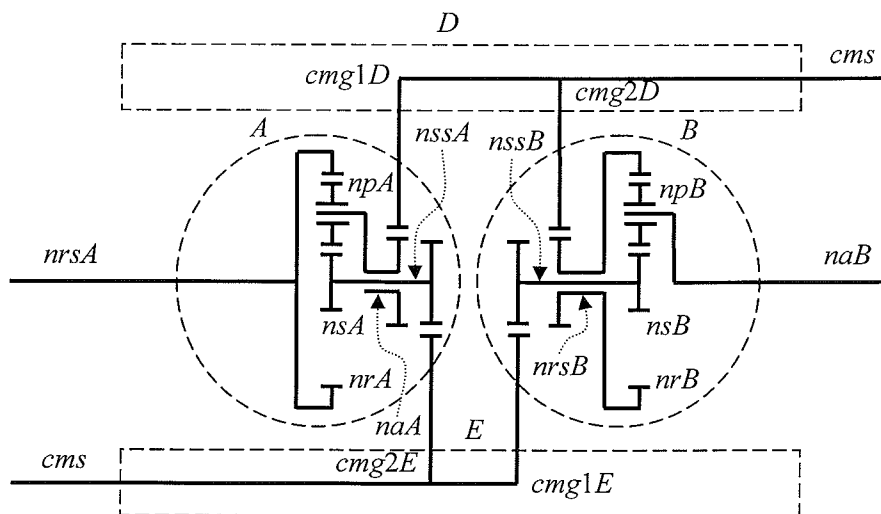 D
cms
cmg1D
cmg2D
A
nssA
nssB
B
npA
npB
nrsA
naB
nsA
nsB
nrsB
nrA
nrB
naA
E
cms
cmg2E
cmg1E